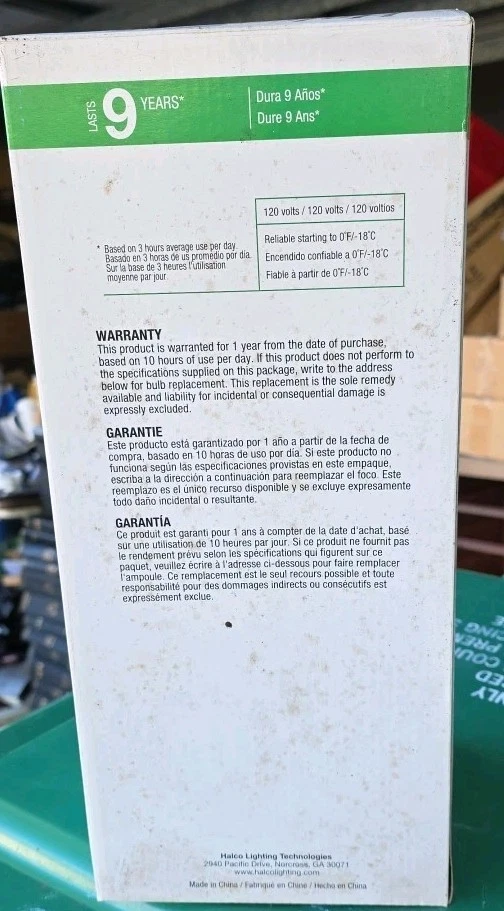 LASTS 9 YEARS*
Dura 9 Años*
Dure 9 Ans*
120 volts / 120 volts / 120 voltios
Reliable starting to 0°F/-18°C
Encendido confiable a 0°F/-18°C
Fiable à partir de 0°F/-18°C
* Based on 3 hours average use per day.
Basado en 3 horas de us promedio por día.
Sur la base de 3 heures l'utilisation
moyenne par jour.
WARRANTY
This product is warranted for 1 year from the date of purchase,
based on 10 hours of use per day. If this product does not perform to
the specifications supplied on this package, write to the address
below for bulb replacement. This replacement is the sole remedy
available and liability for incidental or consequential damage is
expressly excluded.
GARANTIE
Este producto está garantizado por 1 año a partir de la fecha de
compra, basado en 10 horas de uso por día. Si este producto no
funciona según las especificaciones provistas en este empaque,
escriba a la dirección a continuación para reemplazar el foco. Este
reemplazo es el único recurso disponible y se excluye expresamente
todo daño incidental o resultante.
GARANTÍA
Ce produit est garanti pour 1 ans à compter de la date d'achat, basé
sur une utilisation de 10 heures par jour. Si ce produit ne fournit pas
le rendement prévu selon les spécifications qui figurent sur ce
paquet, veuillez écrire à l'adresse ci-dessous pour faire remplacer
l'ampoule. Ce remplacement est le seul recours possible et toute
responsabilité pour des dommages indirects ou consécutifs est
expressément exclue.
Halco Lighting Technologies
2940 Pacific Drive, Norcross, GA 30071
www.halcolighting.com
Made in China / Fabriqué en Chine / Hecho en China